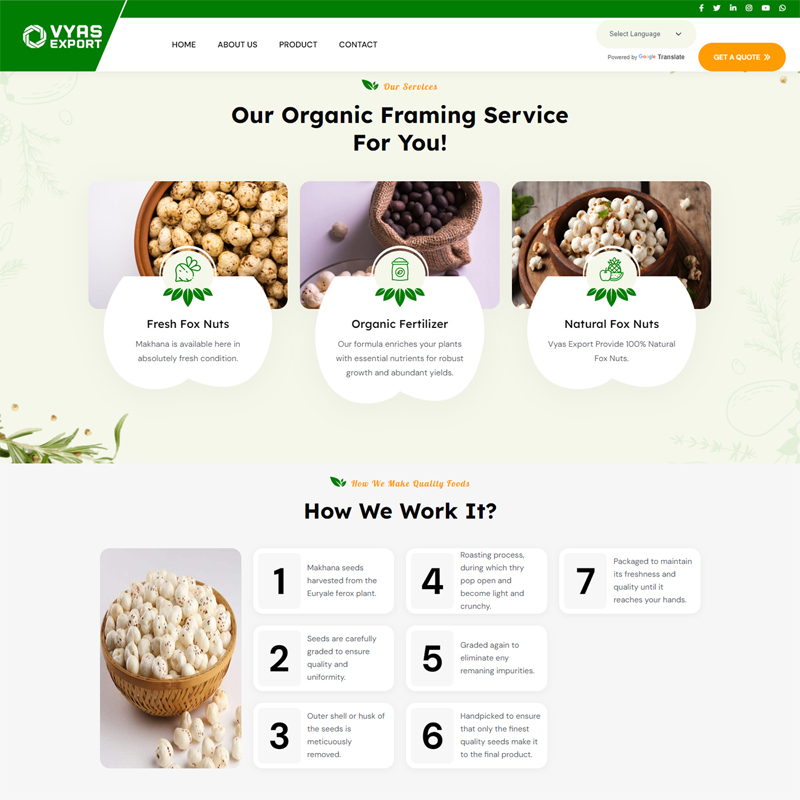 VYAS
EXPORT
HOME
ABOUT US
PRODUCT
CONTACT
Select Language
Powered by Google Translate
GET A QUOTE
Our Services
Our Organic Framing Service
For You!
Fresh Fox Nuts
Makhana is available here in
absolutely fresh condition.
Organic Fertilizer
Our formula enriches your plants
with essential nutrients for robust
growth and abundant yields.
Natural Fox Nuts
Vyas Export Provide 100% Natural
Fox Nuts.
How We Make Quality Foods
How We Work It?
1
Makhana seeds
harvested from the
Euryale ferox plant.
2
Seeds are carefully
graded to ensure
quality and
uniformity.
3
Outer shell or husk of
the seeds is
meticuously
removed.
4
Roasting process,
during which thry
pop open and
become light and
crunchy.
5
Graded again to
eliminate eny
remaning impurities.
6
Handpicked to ensure
that only the finest
quality seeds make it
to the final product.
7
Packaged to maintain
its freshness and
quality until it
reaches your hands.